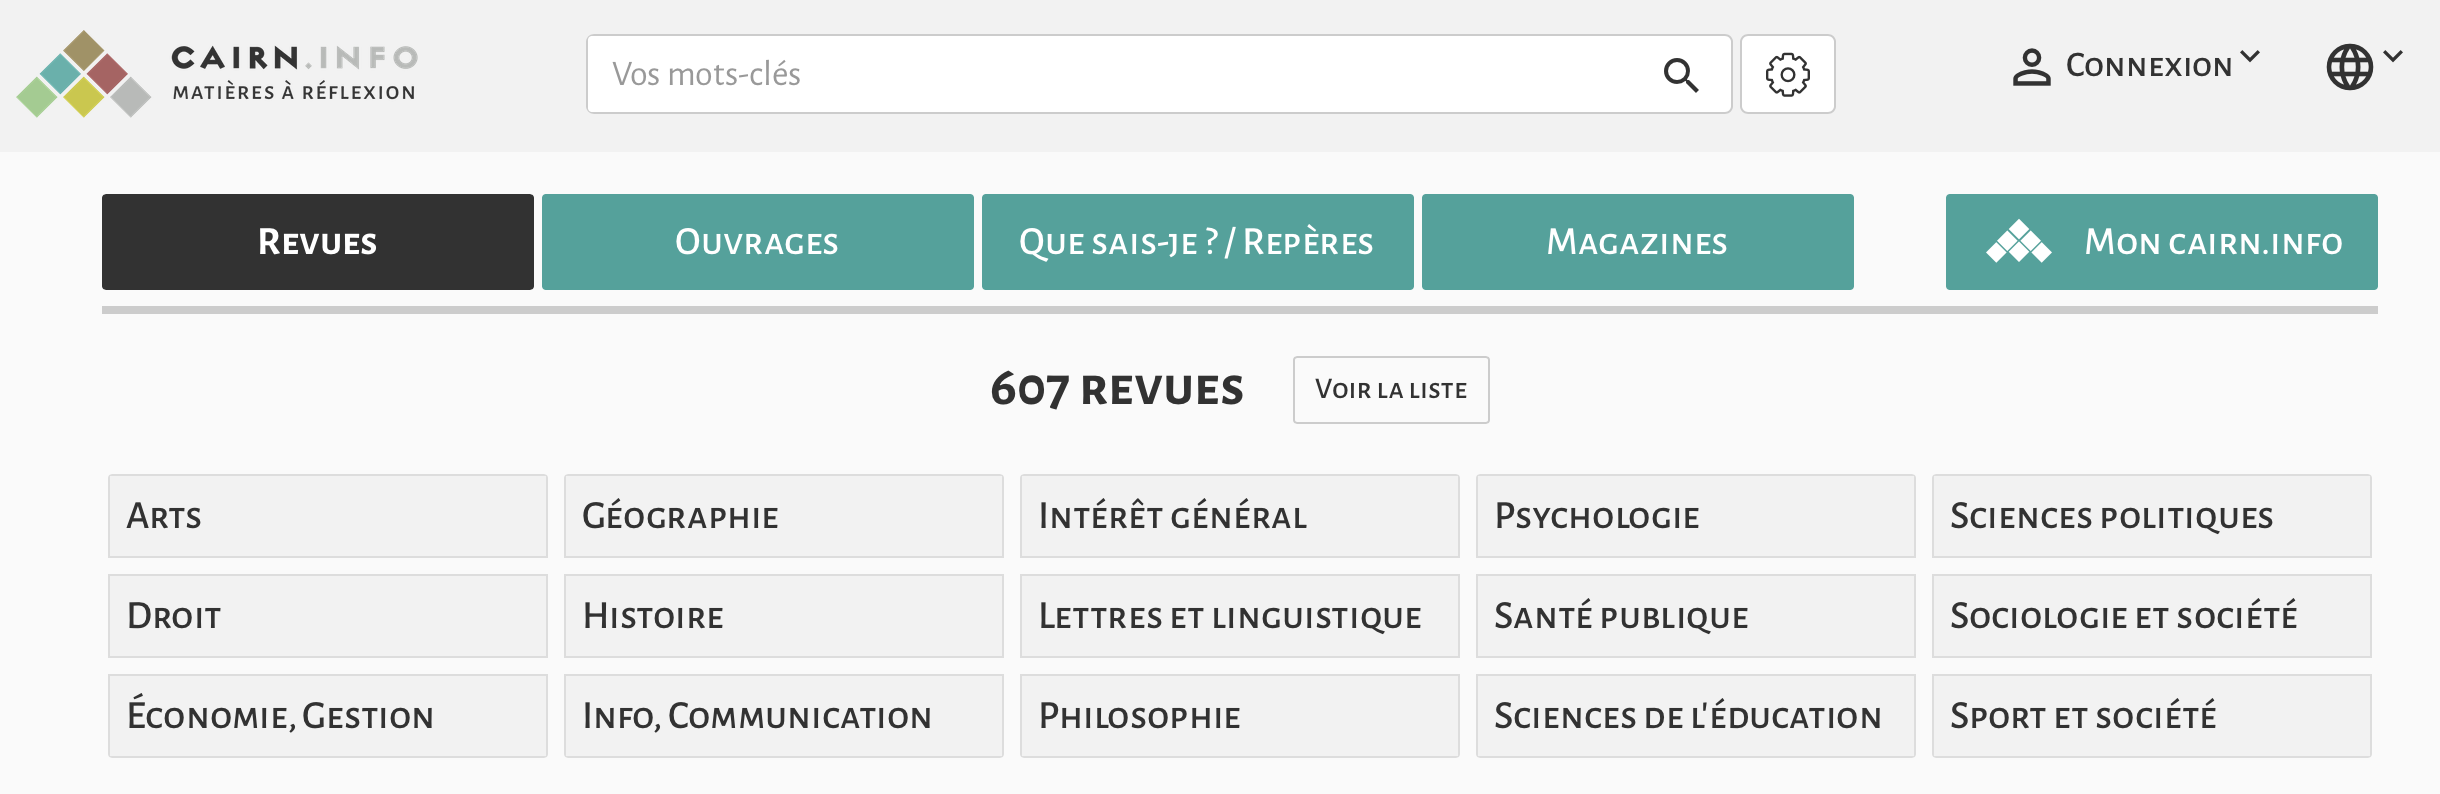 CAIRN.INFO
MATIÈRES À RÉFLEXION
Vos mots-clés
Connexion
Revues
Ouvrages
Que sais-je ? / Repères
Magazines
Mon cairn.info
607 revues
Voir la liste
Arts
Géographie
Intérêt général
Psychologie
Sciences politiques
Droit
Histoire
Lettres et linguistique
Santé publique
Sociologie et société
Économie, Gestion
Info, Communication
Philosophie
Sciences de l'éducation
Sport et société